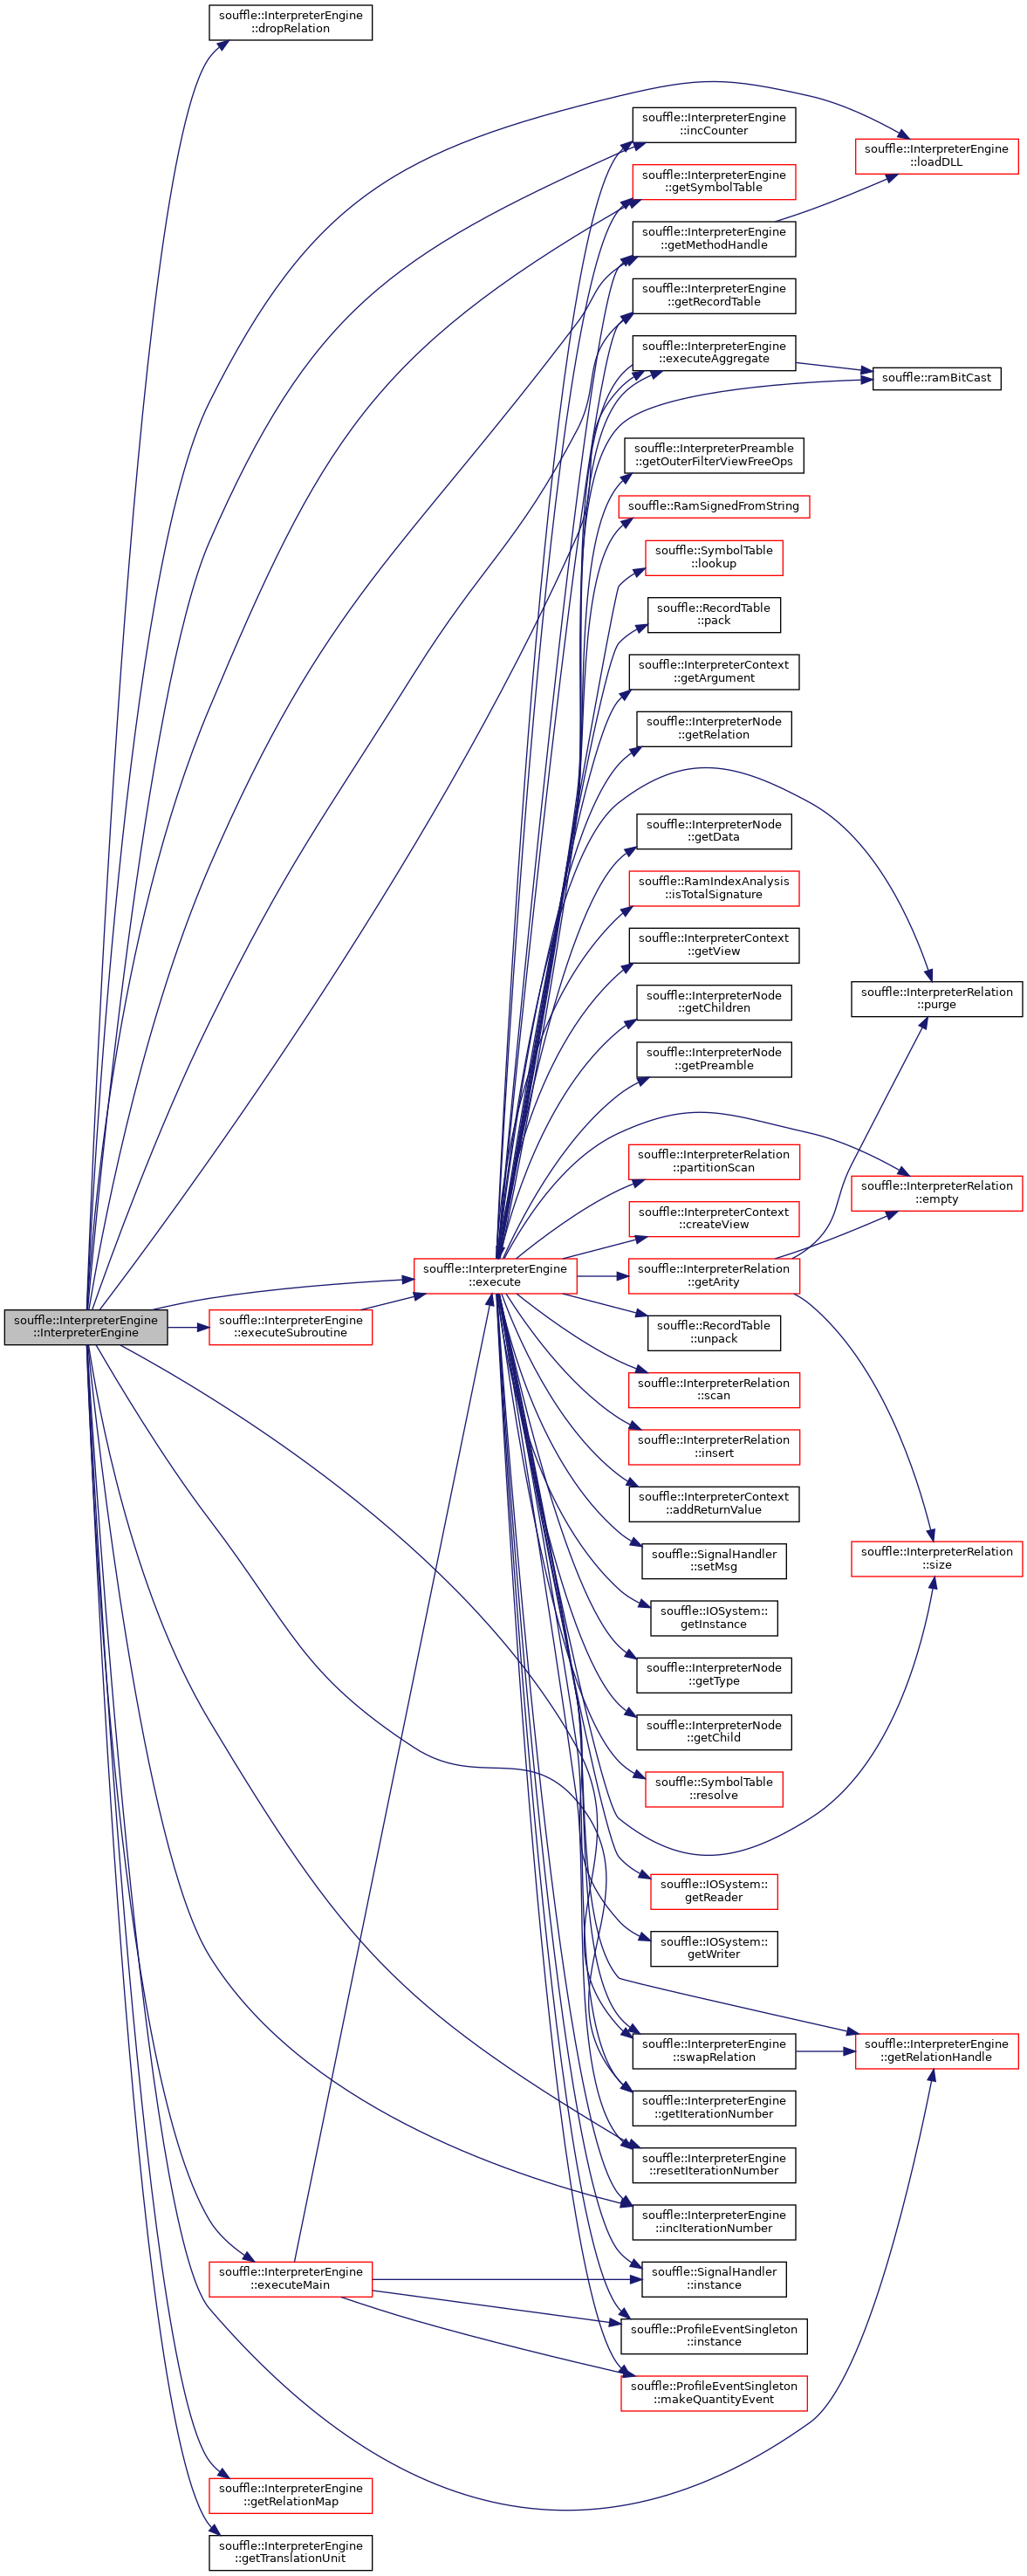 souffle::InterpreterEngine
::dropRelation
souffle::InterpreterEngine
::incCounter
souffle::InterpreterEngine
::loadDLL
souffle::InterpreterEngine
::getSymbolTable
souffle::InterpreterEngine
::getMethodHandle
souffle::InterpreterEngine
::getRecordTable
souffle::InterpreterEngine
::executeAggregate
souffle::ramBitCast
souffle::InterpreterPreamble
::getOuterFilterViewFreeOps
souffle::RamSignedFromString
souffle::SymbolTable
::lookup
souffle::RecordTable
::pack
souffle::InterpreterContext
::getArgument
souffle::InterpreterNode
::getRelation
souffle::InterpreterNode
::getData
souffle::RamIndexAnalysis
::isTotalSignature
souffle::InterpreterContext
::getView
souffle::InterpreterNode
::getChildren
souffle::InterpreterRelation
::purge
souffle::InterpreterNode
::getPreamble
souffle::InterpreterRelation
::partitionScan
souffle::InterpreterRelation
::empty
souffle::InterpreterContext
::createView
souffle::InterpreterEngine
::execute
souffle::InterpreterRelation
::getArity
souffle::InterpreterEngine
::InterpreterEngine
souffle::InterpreterEngine
::executeSubroutine
souffle::RecordTable
::unpack
souffle::InterpreterRelation
::scan
souffle::InterpreterRelation
::insert
souffle::InterpreterContext
::addReturnValue
souffle::SignalHandler
::setMsg
souffle::InterpreterRelation
::size
souffle::IOSystem::
getInstance
souffle::InterpreterNode
::getType
souffle::InterpreterNode
::getChild
souffle::SymbolTable
::resolve
souffle::IOSystem::
getReader
souffle::IOSystem::
getWriter
souffle::InterpreterEngine
::swapRelation
souffle::InterpreterEngine
::getRelationHandle
souffle::InterpreterEngine
::getIterationNumber
souffle::InterpreterEngine
::resetIterationNumber
souffle::InterpreterEngine
::incIterationNumber
souffle::InterpreterEngine
::executeMain
souffle::SignalHandler
::instance
souffle::ProfileEventSingleton
::instance
souffle::ProfileEventSingleton
::makeQuantityEvent
souffle::InterpreterEngine
::getRelationMap
souffle::InterpreterEngine
::getTranslationUnit